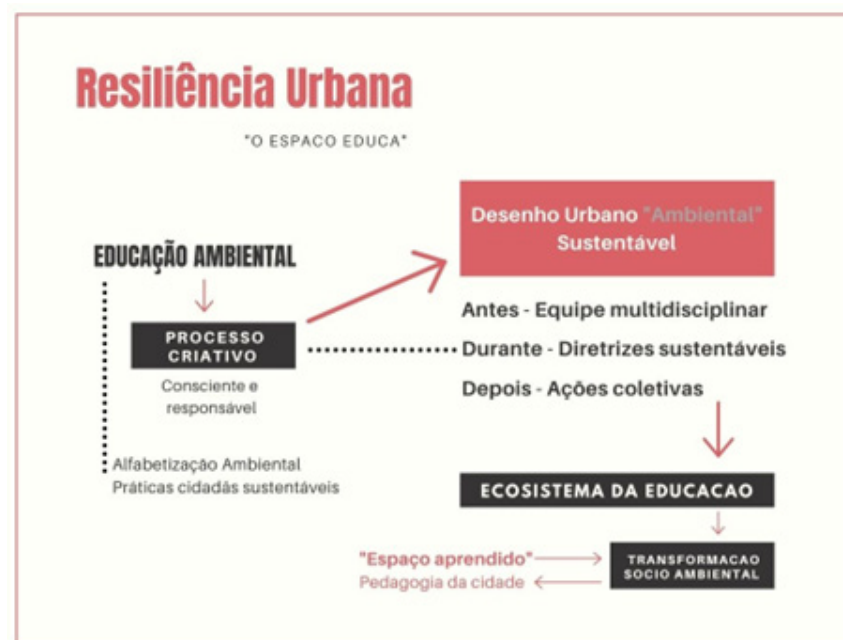 Resiliência Urbana
"O ESPACO EDUCA"
Desenho Urbano "Ambiental"
Sustentável
EDUCAÇÃO AMBIENTAL
PROCESSO
CRIATIVO
Consciente e
responsável
Alfabetização Ambiental
Práticas cidadãs sustentáveis
Antes - Equipe multidisciplinar
Durante - Diretrizes sustentáveis
Depois - Ações coletivas
ECOSISTEMA DA EDUCACAO
"Espaço aprendido"
Pedagogia da cidade
TRANSFORMACAO
SOCIO AMBIENTAL